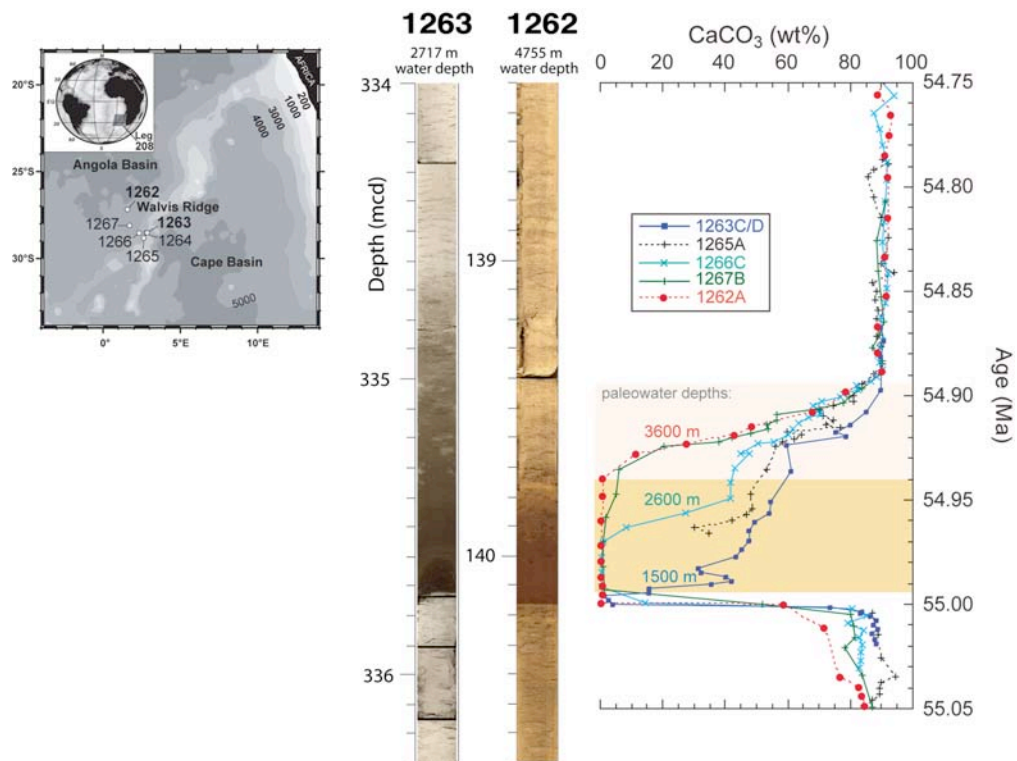 1263
2717 m
water depth
1262
4755 m
water depth
CaCO3 (wt%)
0 20 40 60 80 100
20°S
25°S
30°S
0° 5°E 10°E
AFRICA
200
1000
3000
4000
5000
Leg
208
Angola Basin
1262
Walvis Ridge
1267
1263
1266
1264
1265
Cape Basin
Depth (mcd)
334
335
336
139
140
1263C/D
1265A
1266C
1267B
1262A
paleowater depths:
3600 m
2600 m
1500 m
54.75
54.80
54.85
54.90
54.95
55.00
55.05
Age (Ma)